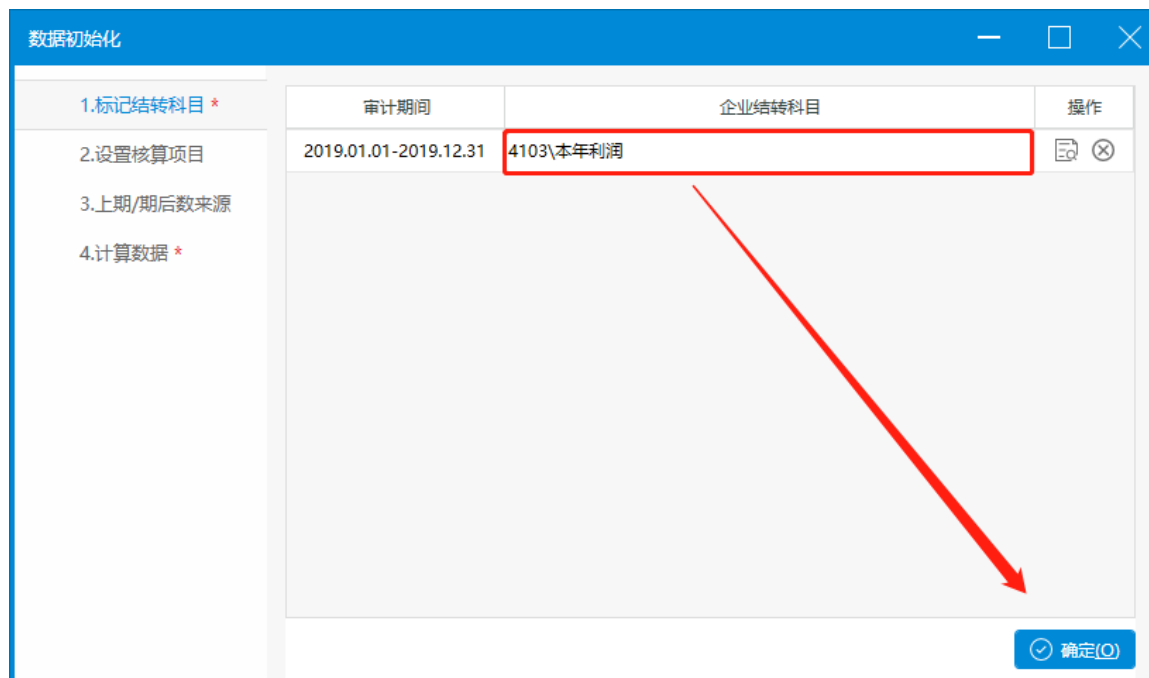 数据初始化
1.标记结转科目 *
2.设置核算项目
3.上期/期后数来源
4.计算数据 *
审计期间 企业结转科目 操作
2019.01.01-2019.12.31 4103\本年利润
确定(O)